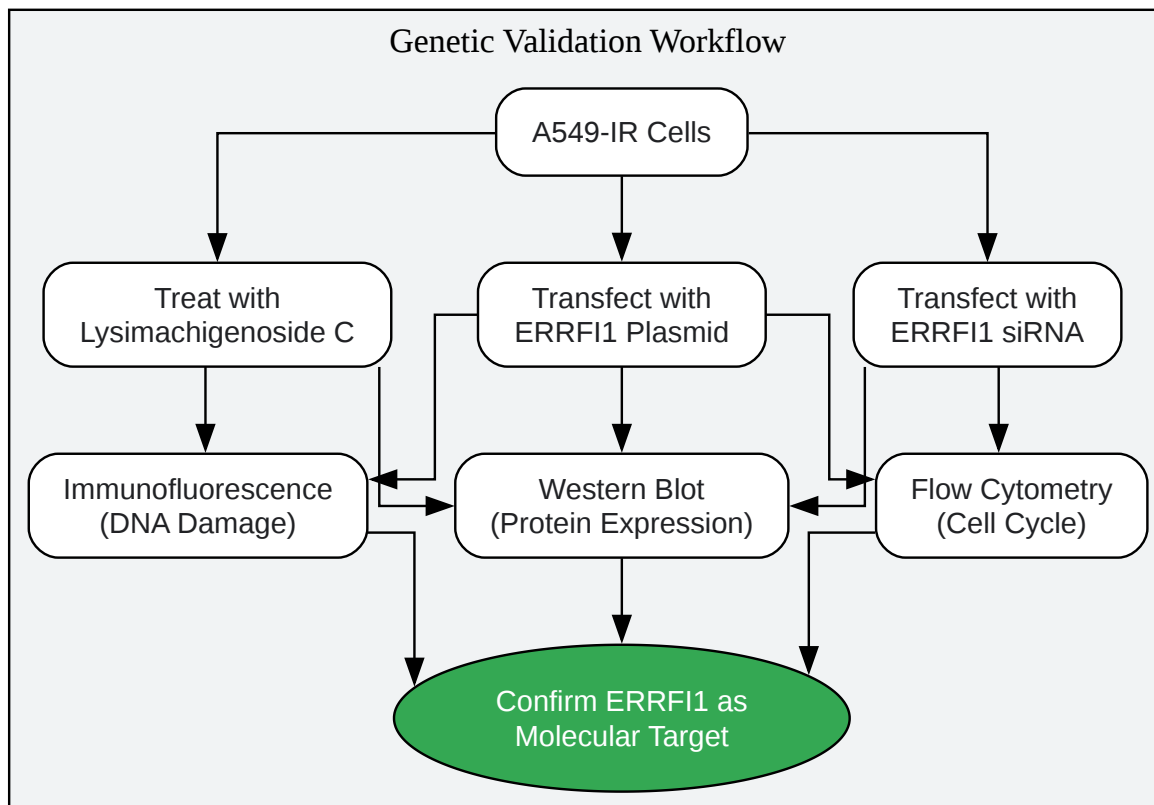 Genetic Validation Workflow
A549-IR Cells
Treat with
Lysimachigenoside C
Transfect with
ERRFI1 Plasmid
Transfect with
ERRFI1 siRNA
Immunofluorescence
(DNA Damage)
Western Blot
(Protein Expression)
Flow Cytometry
(Cell Cycle)
Confirm ERRFI1 as
Molecular Target